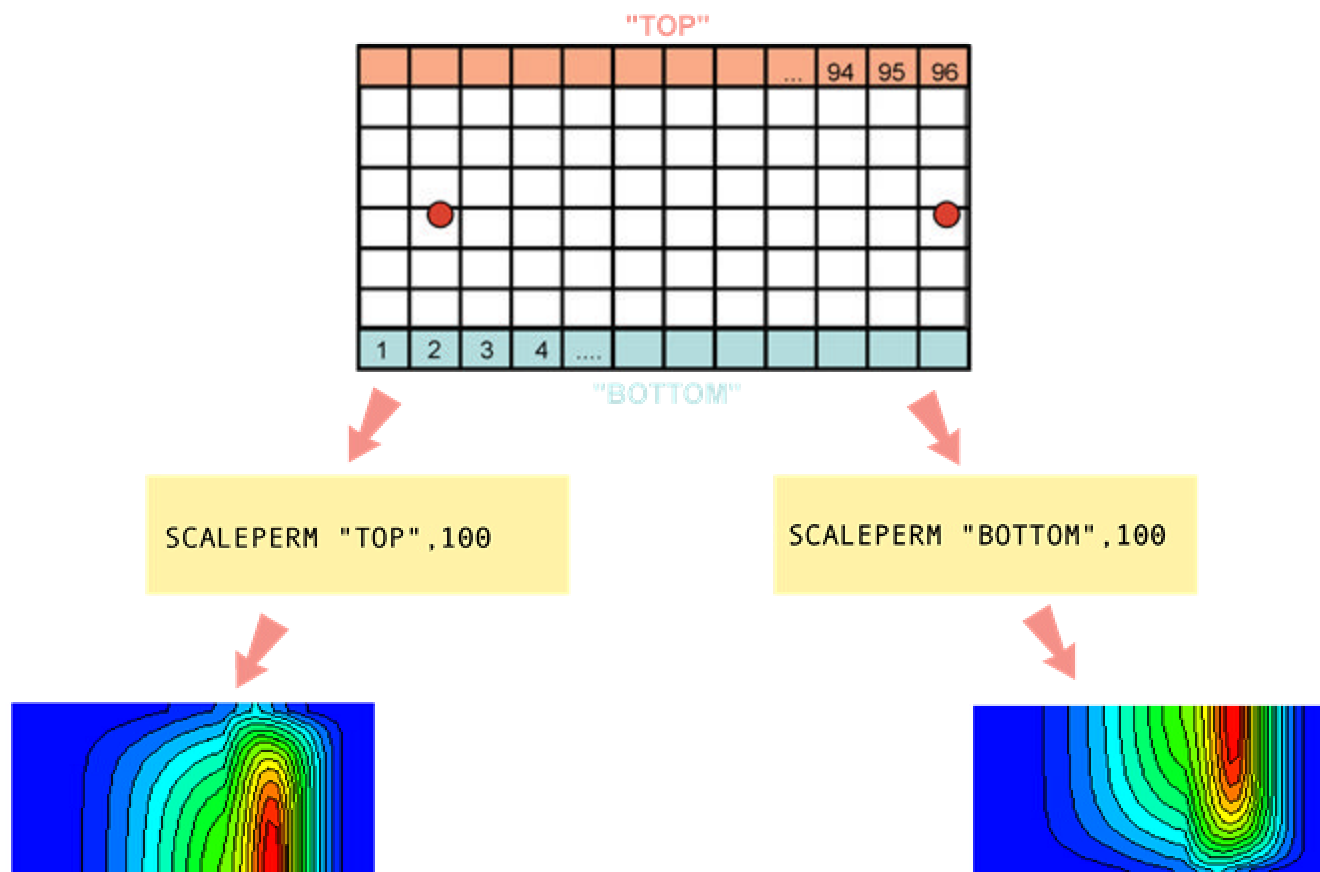 "TOP"
... 94 95 96
1 2 3 4 ....
"BOTTOM"
SCALEPERM "TOP",100
SCALEPERM "BOTTOM",100